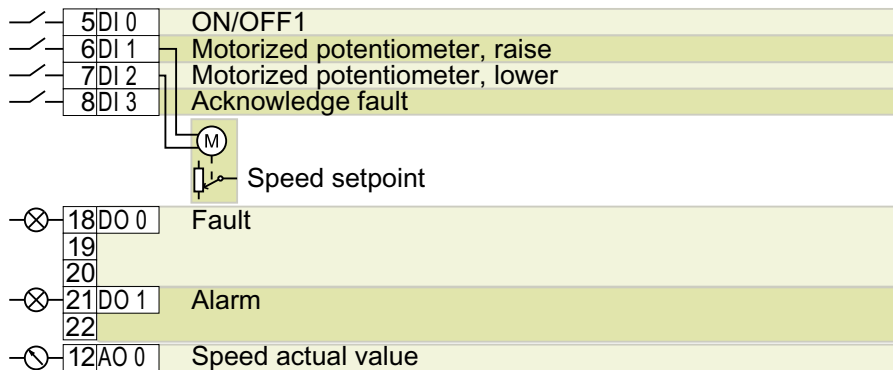 5 DI 0 ON/OFF1
6 DI 1 Motorized potentiometer, raise
7 DI 2 Motorized potentiometer, lower
8 DI 3 Acknowledge fault
M
Speed setpoint
18 DO 0 Fault
19
20
21 DO 1 Alarm
22
12 AO 0 Speed actual value